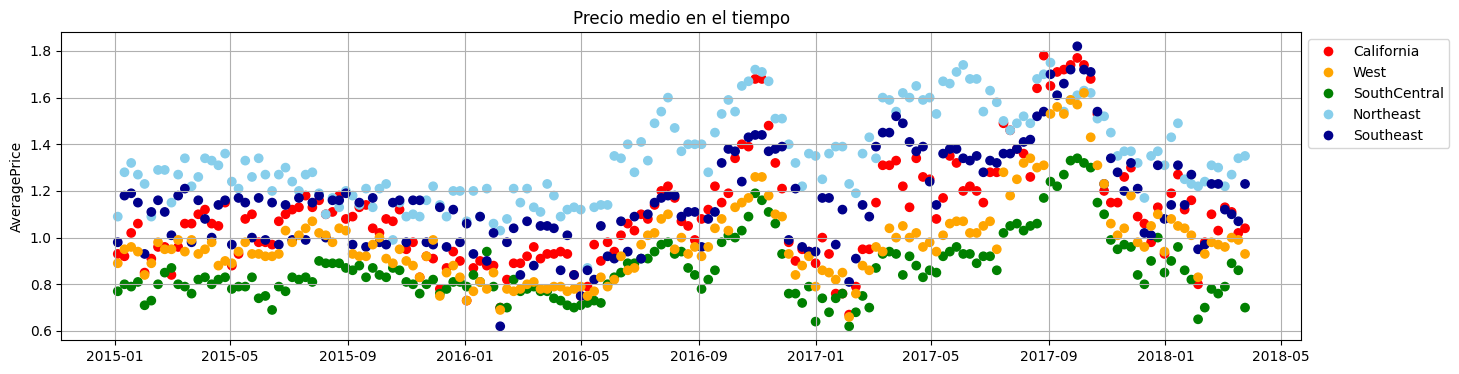 Precio medio en el tiempo
AveragePrice
1.8
1.6
1.4
1.2
1.0
0.8
0.6
2015-01
2015-05
2015-09
2016-01
2016-05
2016-09
2017-01
2017-05
2017-09
2018-01
2018-05
California
West
SouthCentral
Northeast
Southeast